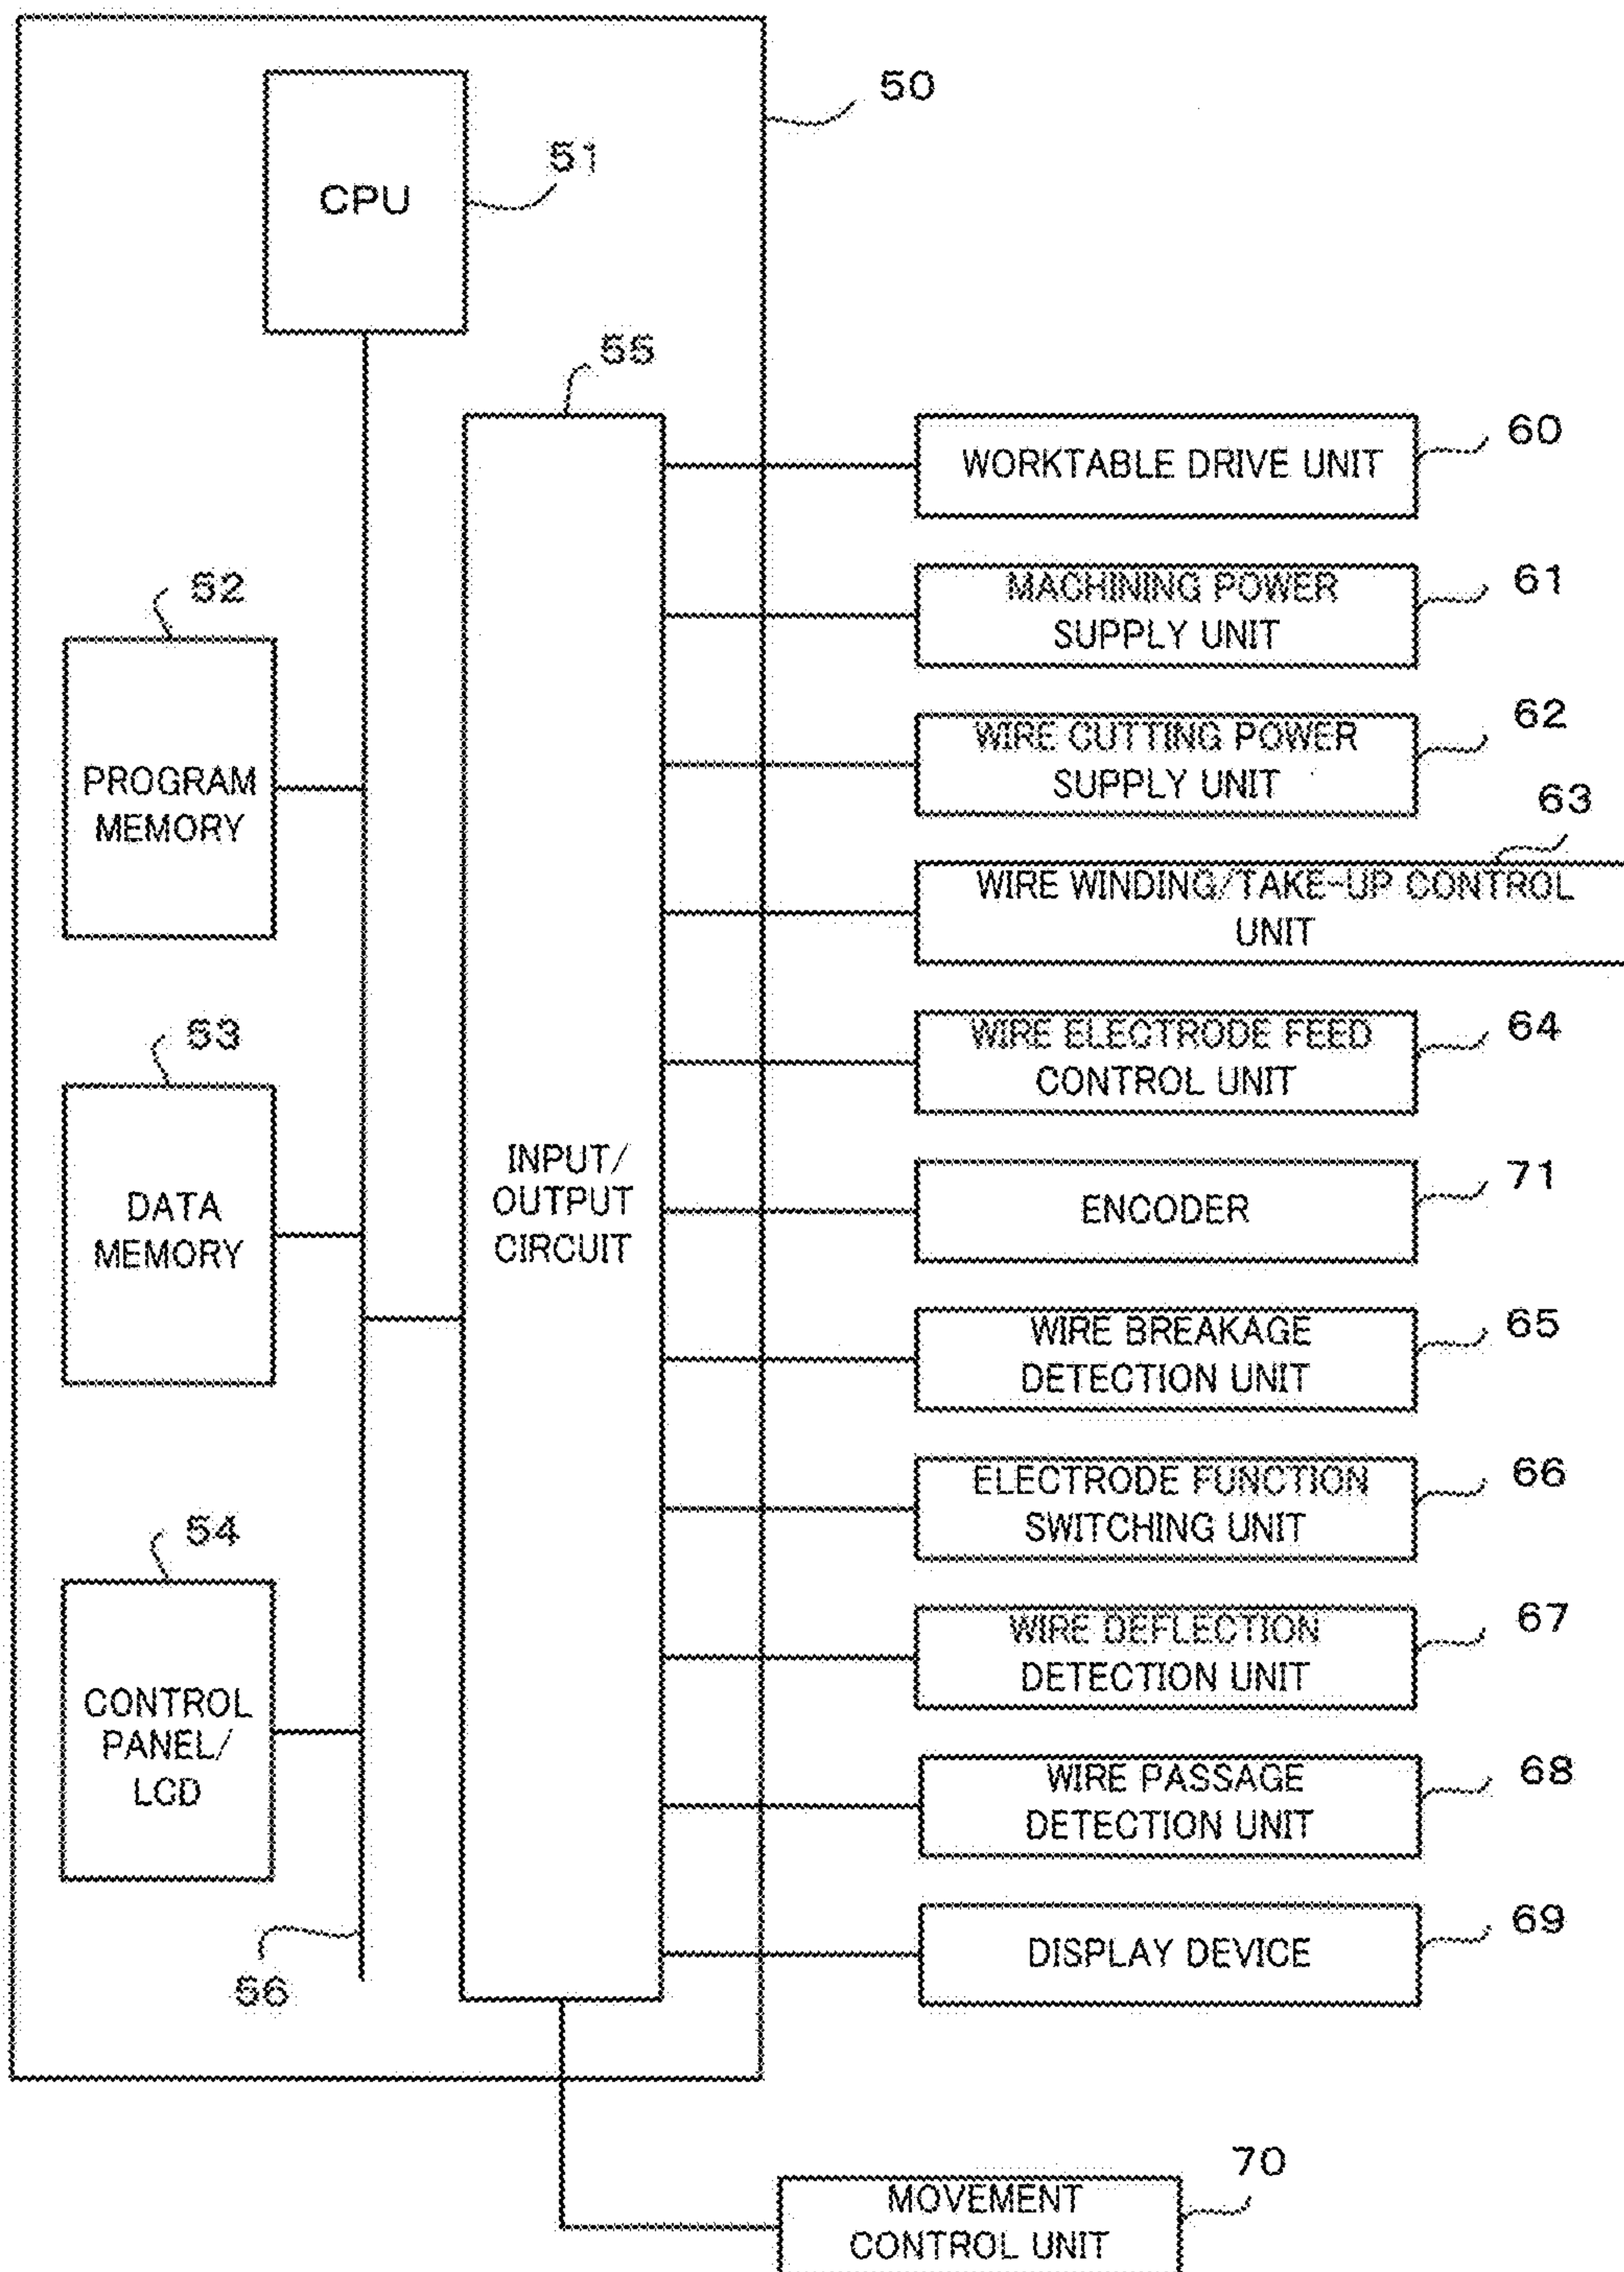 50
51
CPU
55
60
WORKTABLE DRIVE UNIT
61
MACHINING POWER
SUPPLY UNIT
52
PROGRAM
MEMORY
62
WIRE CUTTING POWER
SUPPLY UNIT
63
WIRE WINDING/TAKE-UP CONTROL
UNIT
53
DATA
MEMORY
64
WIRE ELECTRODE FEED
CONTROL UNIT
INPUT/
OUTPUT
CIRCUIT
71
ENCODER
65
WIRE BREAKAGE
DETECTION UNIT
54
CONTROL
PANEL/
LCD
66
ELECTRODE FUNCTION
SWITCHING UNIT
67
WIRE DEFLECTION
DETECTION UNIT
68
WIRE PASSAGE
DETECTION UNIT
56
69
DISPLAY DEVICE
70
MOVEMENT
CONTROL UNIT